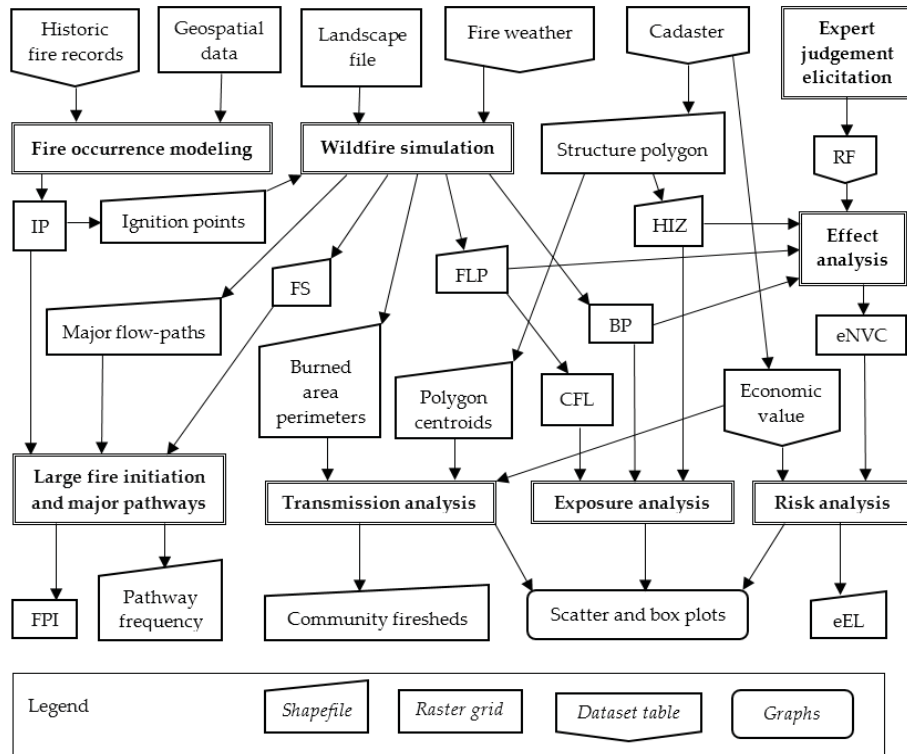 Historic
fire records
Geospatial
data
Landscape
file
Fire weather
Cadaster
Expert
judgement
elicitation
Fire occurrence modeling
Wildfire simulation
Structure polygon
RF
IP
Ignition points
HIZ
Effect
analysis
FS
FLP
Major flow-paths
BP
eNVC
Burned
area
perimeters
Polygon
centroids
CFL
Economic
value
Large fire initiation
and major pathways
Transmission analysis
Exposure analysis
Risk analysis
FPI
Pathway
frequency
Community firesheds
Scatter and box plots
eEL
Legend
Shapefile
Raster grid
Dataset table
Graphs